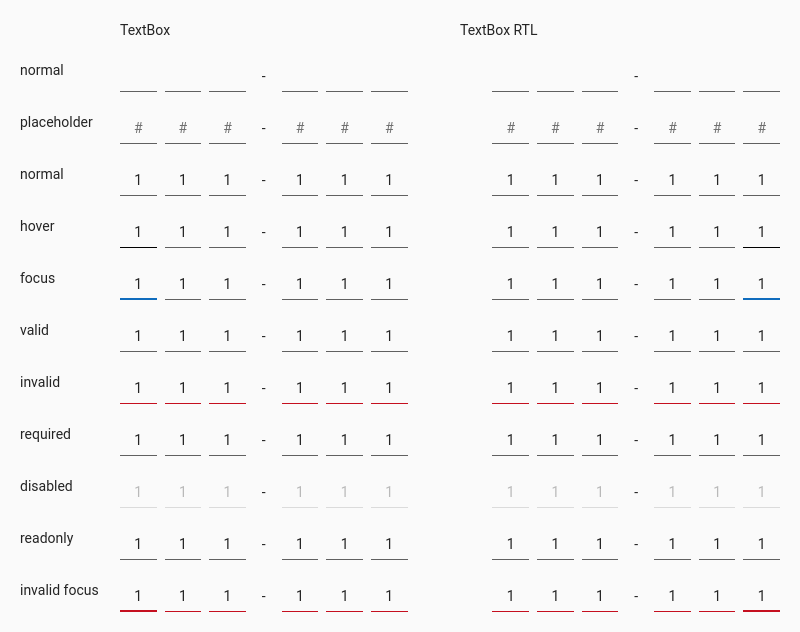 TextBox TextBox RTL
normal - -
placeholder # # # - # # # # # # - # # #
normal 1 1 1 - 1 1 1 1 1 1 - 1 1 1
hover 1 1 1 - 1 1 1 1 1 1 - 1 1 1
focus 1 1 1 - 1 1 1 1 1 1 - 1 1 1
valid 1 1 1 - 1 1 1 1 1 1 - 1 1 1
invalid 1 1 1 - 1 1 1 1 1 1 - 1 1 1
required 1 1 1 - 1 1 1 1 1 1 - 1 1 1
disabled 1 1 1 - 1 1 1 1 1 1 - 1 1 1
readonly 1 1 1 - 1 1 1 1 1 1 - 1 1 1
invalid focus 1 1 1 - 1 1 1 1 1 1 - 1 1 1